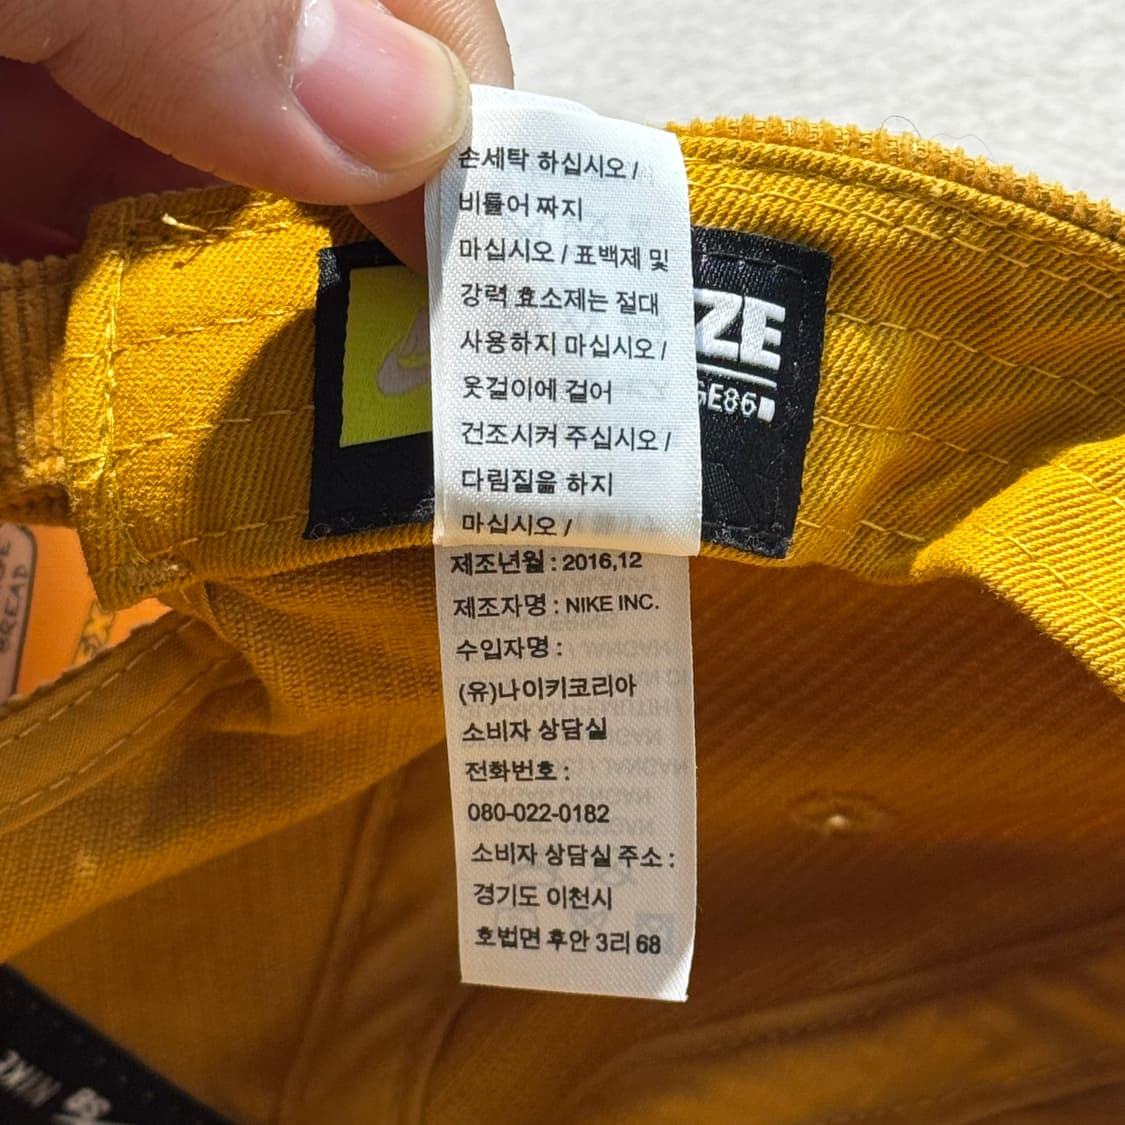 손세탁 하십시오 /
비틀어 짜지
마십시오 / 표백제 및
강력 효소제는 절대
사용하지 마십시오 /
옷걸이에 걸어
건조시켜 주십시오 /
다림질을 하지
마십시오 /
제조년월 : 2016,12
제조자명 : NIKE INC.
수입자명 :
(유)나이키코리아
소비자 상담실
전화번호 :
080-022-0182
소비자 상담실 주소 :
경기도 이천시
호법면 후안 3리 68
ZE
E86
BREAD
NIKE
SB